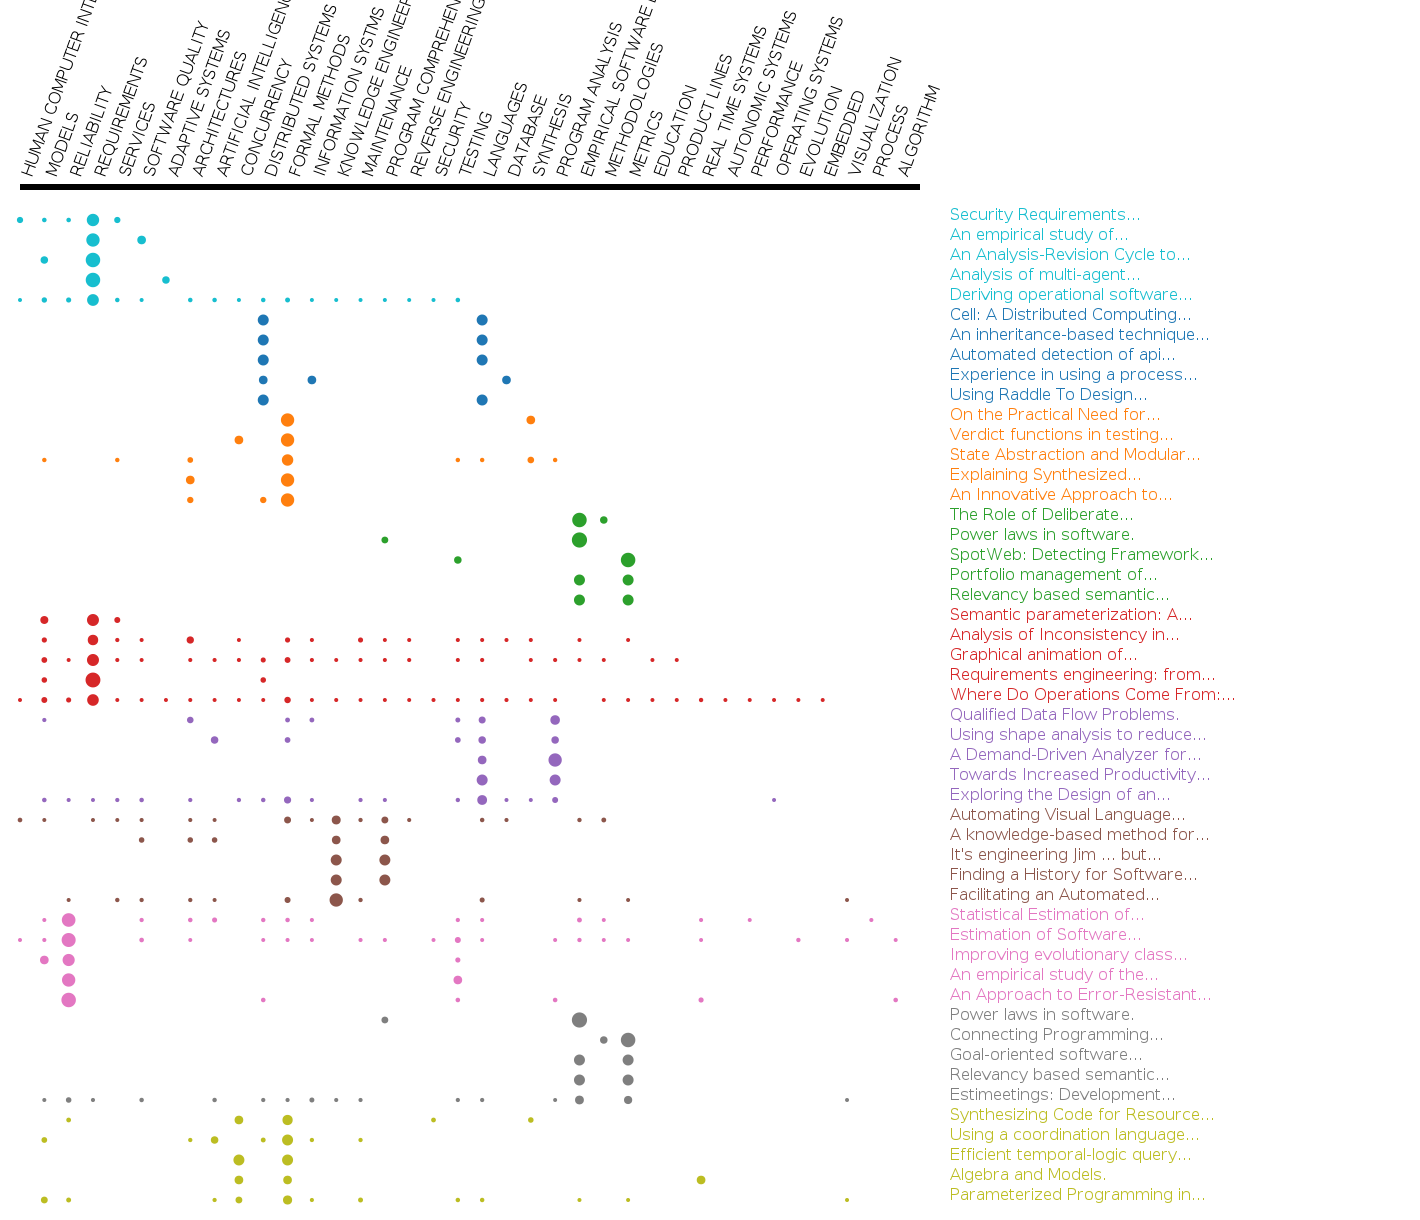 HUMAN COMPUTER INTE
MODELS
RELIABILITY
REQUIREMENTS
SERVICES
SOFTWARE QUALITY
ADAPTIVE SYSTEMS
ARCHITECTURES
ARTIFICIAL INTELLIGENC
CONCURRENCY
DISTRIBUTED SYSTEMS
FORMAL METHODS
INFORMATION SYSTMS
KNOWLEDGE ENGINEER
MAINTENANCE
PROGRAM COMPREHEN
REVERSE ENGINEERING
SECURITY
TESTING
LANGUAGES
DATABASE
SYNTHESIS
PROGRAM ANALYSIS
EMPIRICAL SOFTWARE
METHODOLOGIES
METRICS
EDUCATION
PRODUCT LINES
REAL TIME SYSTEMS
AUTONOMIC SYSTEMS
PERFORMANCE
OPERATING SYSTEMS
EVOLUTION
EMBEDDED
VISUALIZATION
PROCESS
ALGORITHM
Security Requirements...
An empirical study of...
An Analysis-Revision Cycle to...
Analysis of multi-agent...
Deriving operational software...
Cell: A Distributed Computing...
An inheritance-based technique...
Automated detection of api...
Experience in using a process...
Using Raddle To Design...
On the Practical Need for...
Verdict functions in testing...
State Abstraction and Modular...
Explaining Synthesized...
An Innovative Approach to...
The Role of Deliberate...
Power laws in software.
SpotWeb: Detecting Framework...
Portfolio management of...
Relevancy based semantic...
Semantic parameterization: A...
Analysis of Inconsistency in...
Graphical animation of...
Requirements engineering: from...
Where Do Operations Come From:...
Qualified Data Flow Problems.
Using shape analysis to reduce...
A Demand-Driven Analyzer for...
Towards Increased Productivity...
Exploring the Design of an...
Automating Visual Language...
A knowledge-based method for...
It's engineering Jim ... but...
Finding a History for Software...
Facilitating an Automated...
Statistical Estimation of...
Estimation of Software...
Improving evolutionary class...
An empirical study of the...
An Approach to Error-Resistant...
Power laws in software.
Connecting Programming...
Goal-oriented software...
Relevancy based semantic...
Estimeetings: Development...
Synthesizing Code for Resource...
Using a coordination language...
Efficient temporal-logic query...
Algebra and Models.
Parameterized Programming in...